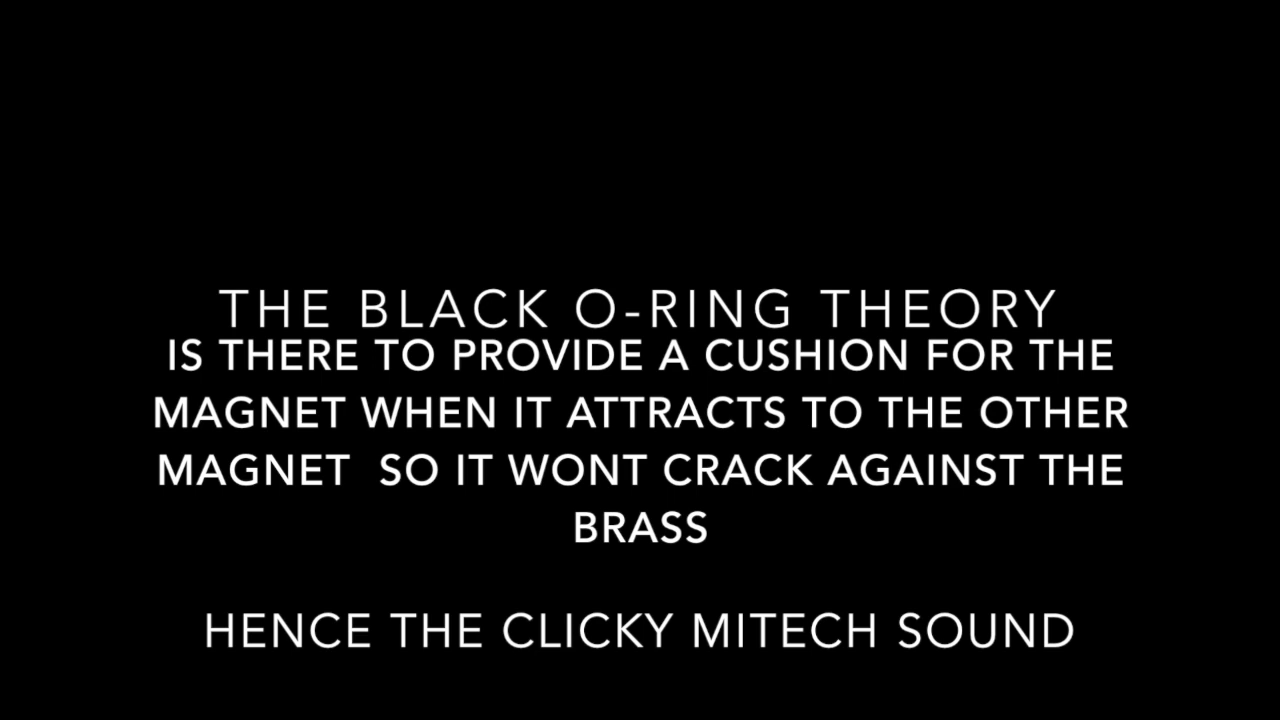 THE BLACK O-RING THEORY
IS THERE TO PROVIDE A CUSHION FOR THE
MAGNET WHEN IT ATTRACTS TO THE OTHER
MAGNET  SO IT WONT CRACK AGAINST THE
BRASS
HENCE THE CLICKY MITECH SOUND